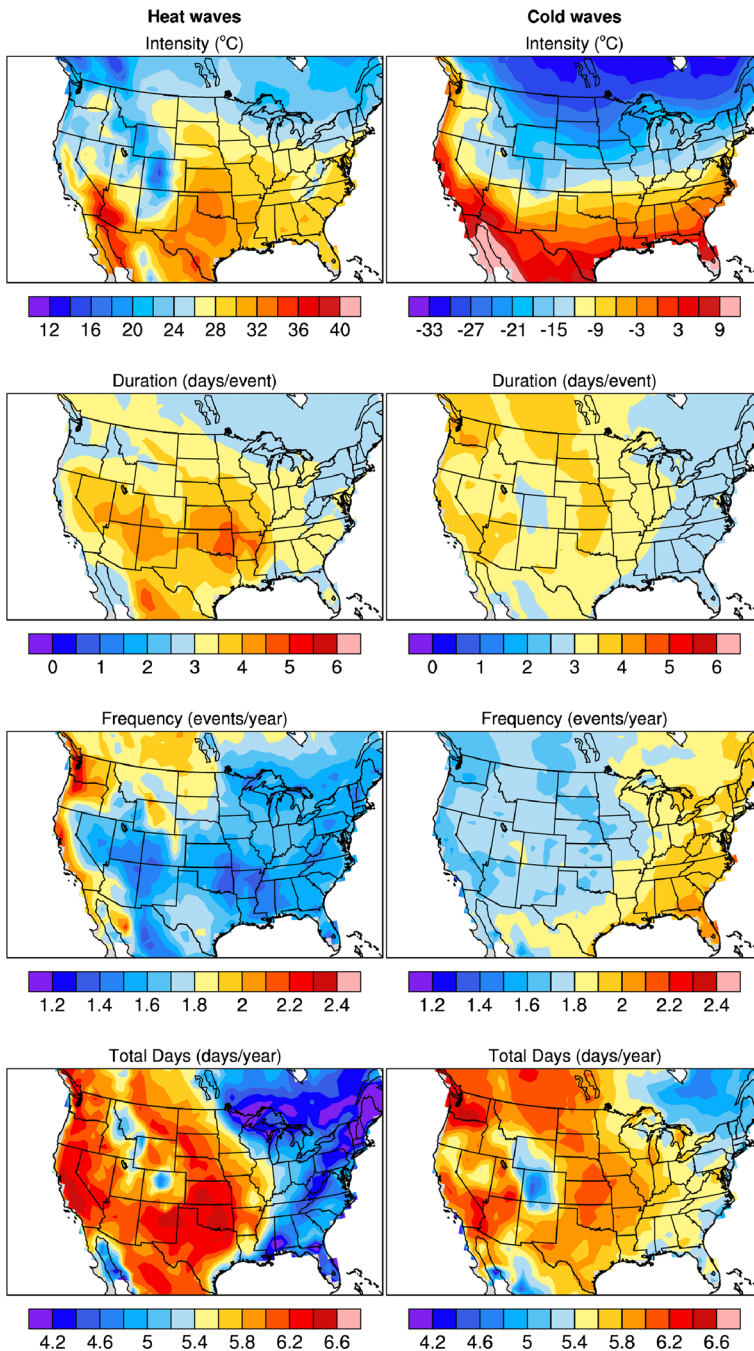 Heat waves Cold waves
Intensity (°C) Intensity (°C)
12 16 20 24 28 32 36 40 -33 -27 -21 -15 -9 -3 3 9
Duration (days/event) Duration (days/event)
0 1 2 3 4 5 6 0 1 2 3 4 5 6
Frequency (events/year) Frequency (events/year)
1.2 1.4 1.6 1.8 2 2.2 2.4 1.2 1.4 1.6 1.8 2 2.2 2.4
Total Days (days/year) Total Days (days/year)
4.2 4.6 5 5.4 5.8 6.2 6.6 4.2 4.6 5 5.4 5.8 6.2 6.6